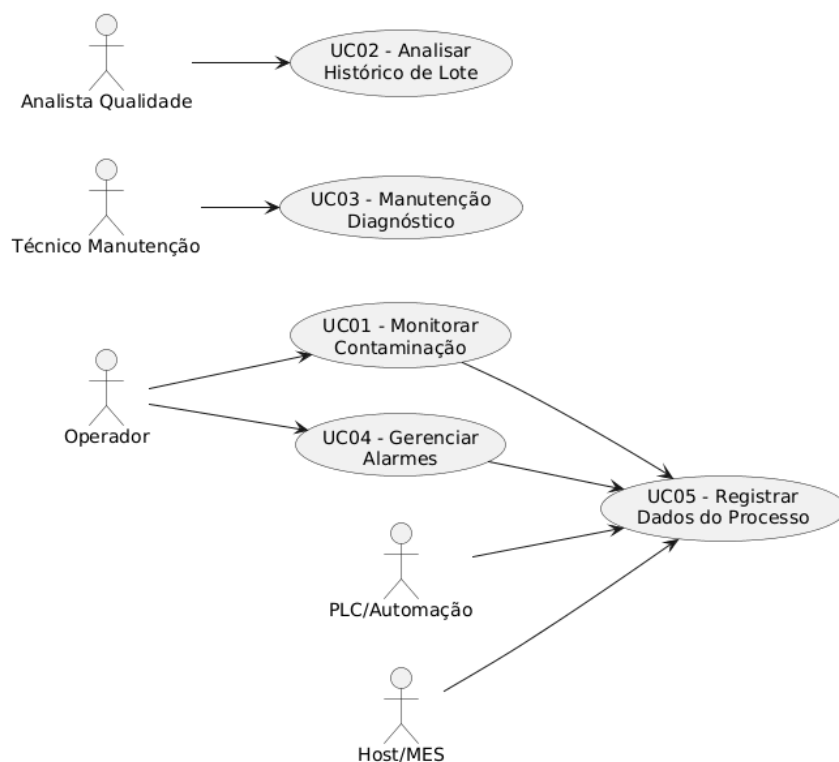 UC02 - Analisar
Histórico de Lote
Analista Qualidade
UC03 - Manutenção
Diagnóstico
Técnico Manutenção
UC01 - Monitorar
Contaminação
Operador
UC04 - Gerenciar
Alarmes
UC05 - Registrar
Dados do Processo
PLC/Automação
Host/MES